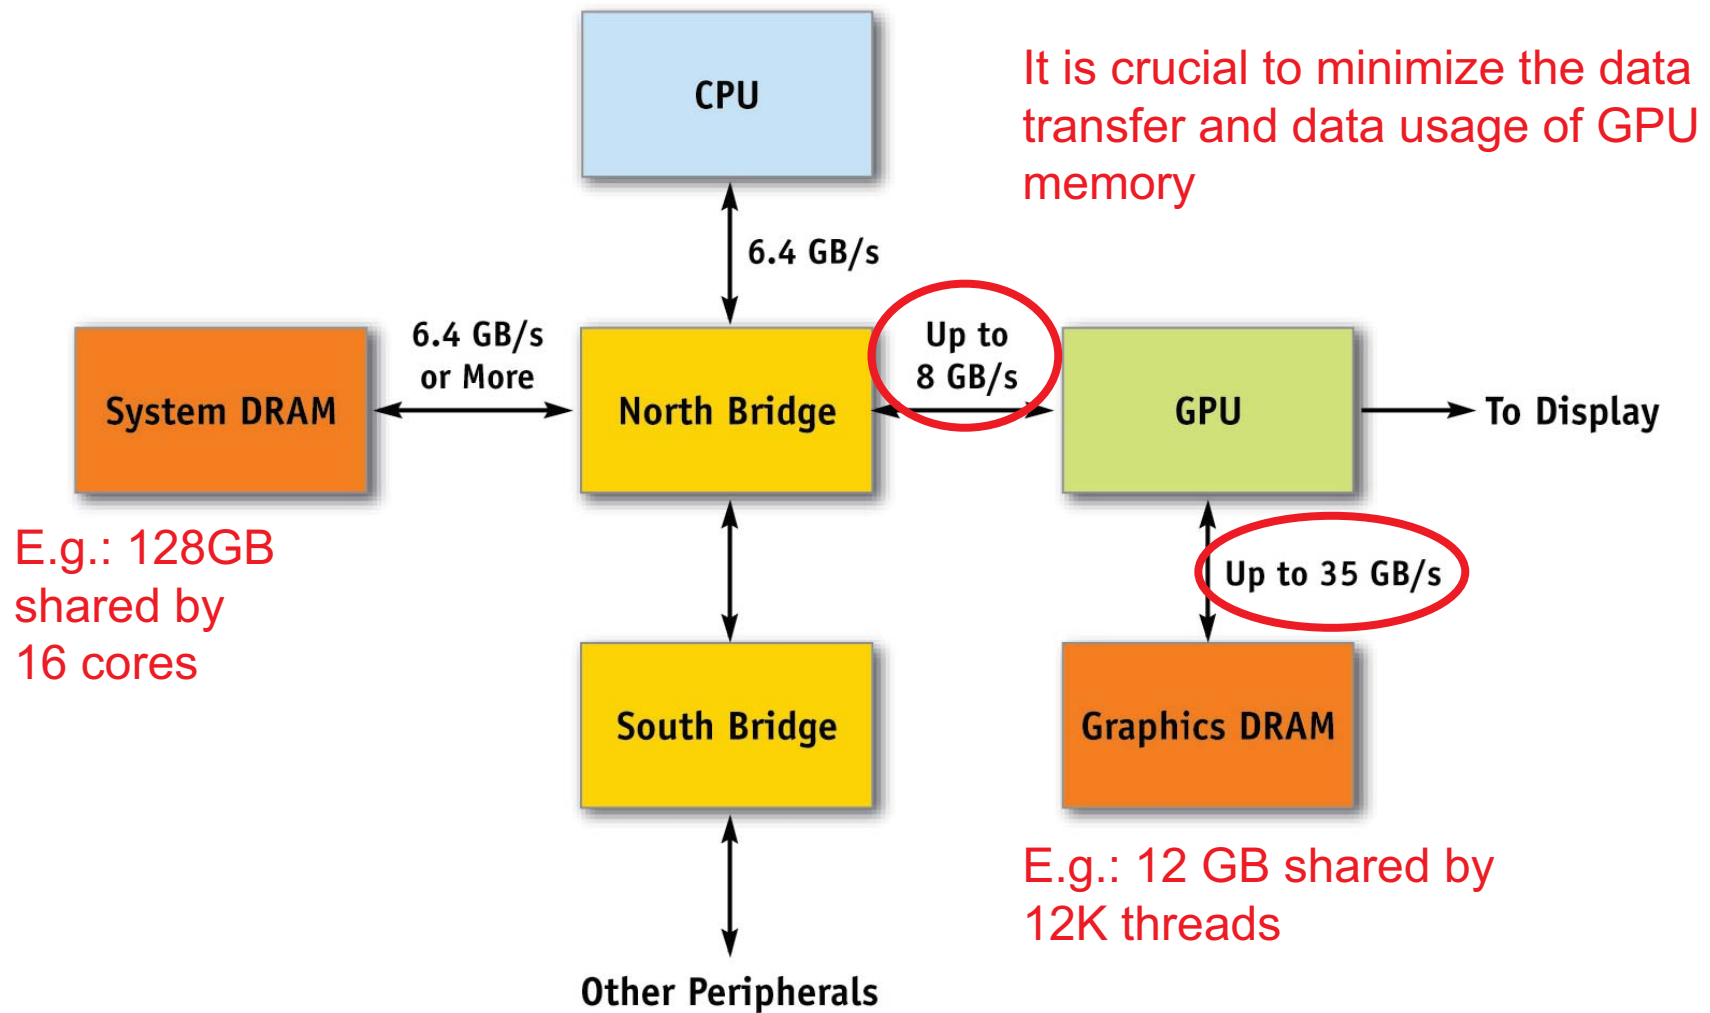 CPU
It is crucial to minimize the data
transfer and data usage of GPU
memory
6.4 GB/s
6.4 GB/s
or More
Up to
8 GB/s
System DRAM
North Bridge
GPU
To Display
E.g.: 128GB
shared by
16 cores
Up to 35 GB/s
South Bridge
Graphics DRAM
E.g.: 12 GB shared by
12K threads
Other Peripherals